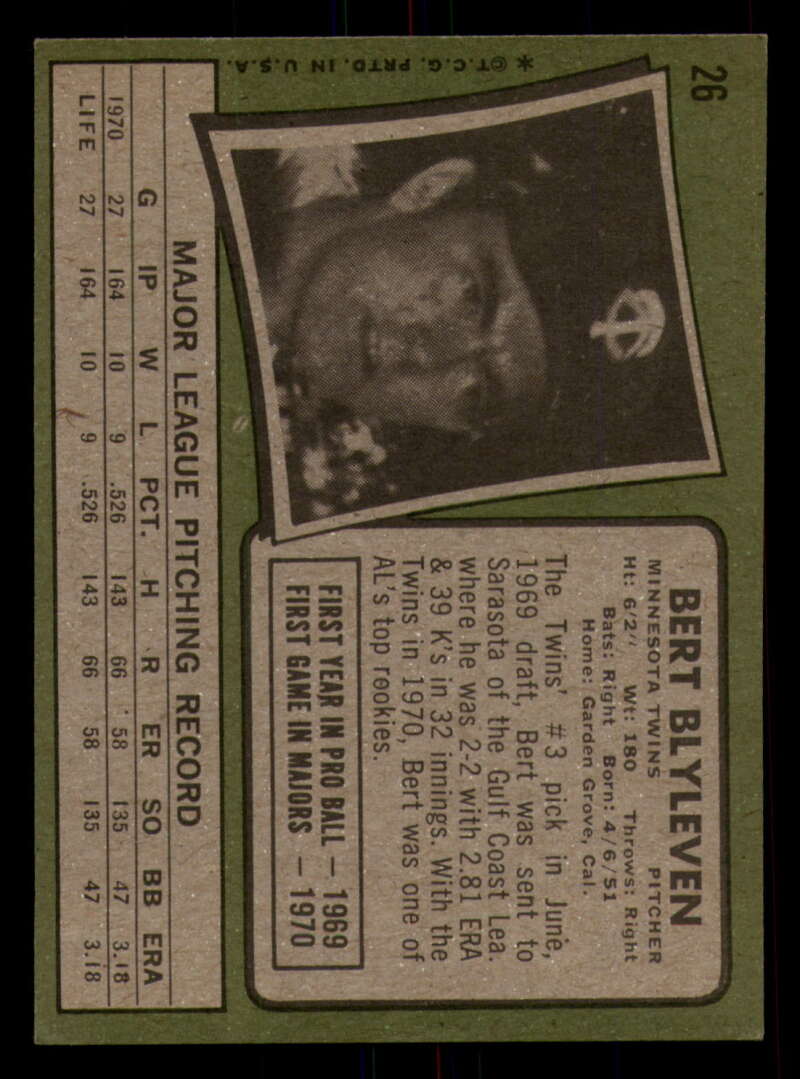 26
* ©T.C.G. PRTD. IN U.S.A.
BERT BLYLEVEN
MINNESOTA TWINS PITCHER
Ht: 6'2" Wt: 180 Throws: Right
Bats: Right Born: 4/6/51
Home: Garden Grove, Cal.
The Twins' #3 pick in June,
1969 draft, Bert was sent to
Sarasota of the Gulf Coast Lea.
where he was 2-2 with 2.81 ERA
& 39 K's in 32 innings. With the
Twins in 1970, Bert was one of
AL's top rookies.
FIRST YEAR IN PRO BALL — 1969
FIRST GAME IN MAJORS — 1970
MAJOR LEAGUE PITCHING RECORD
G IP W L PCT. H R ER SO BB ERA
1970 27 164 10 9 .526 143 66 58 135 47 3.18
LIFE 27 164 10 9 .526 143 66 58 135 47 3.18